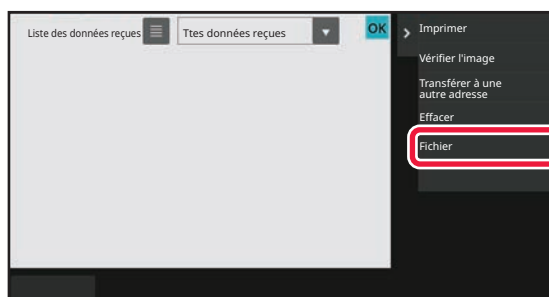 Liste des données reçues
Ttes données reçues
OK
Imprimer
Vérifier l'image
Transférer à une
autre adresse
Effacer
Fichier